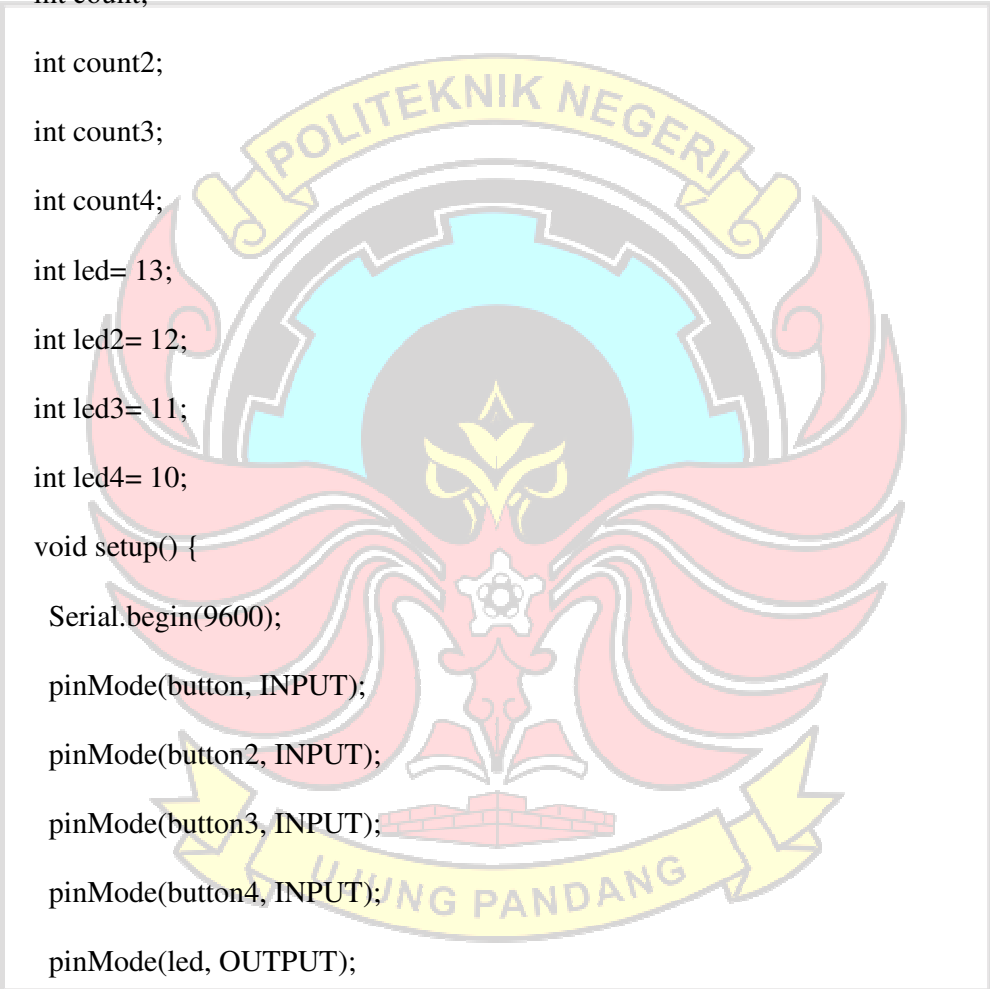 int count;
int count2;
int count3;
int count4;
int led= 13;
int led2= 12;
int led3= 11;
int led4= 10;
void setup() {
Serial.begin(9600);
pinMode(button, INPUT);
pinMode(button2, INPUT);
pinMode(button3, INPUT);
pinMode(button4, INPUT);
pinMode(led, OUTPUT);
POLITEKNIK NEGERI
UJUNG PANDANG